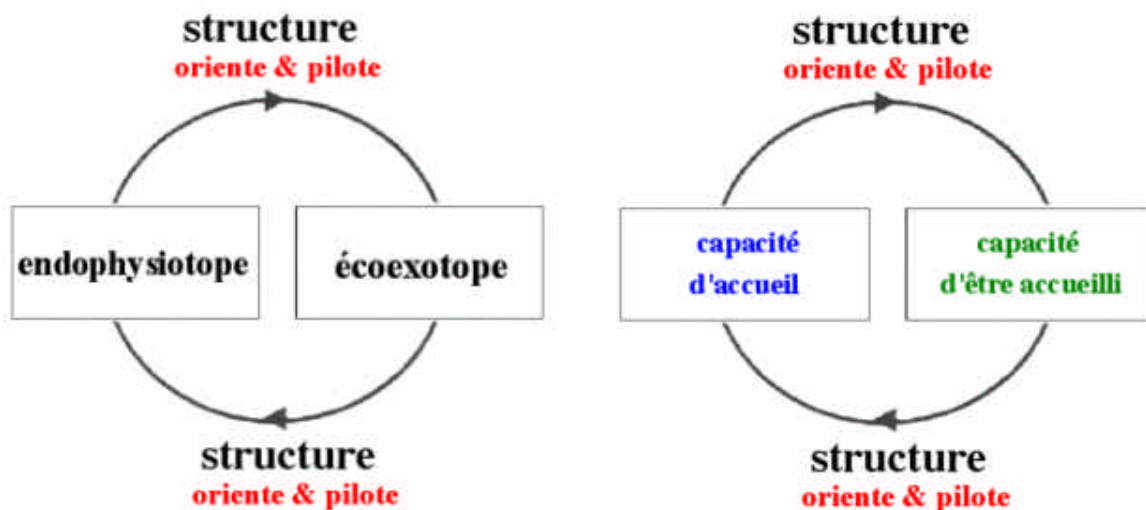 structure
oriente & pilote
endophysiotope
écoexotope
structure
oriente & pilote
structure
oriente & pilote
capacité
d'accueil
capacité
d'être accueilli
structure
oriente & pilote